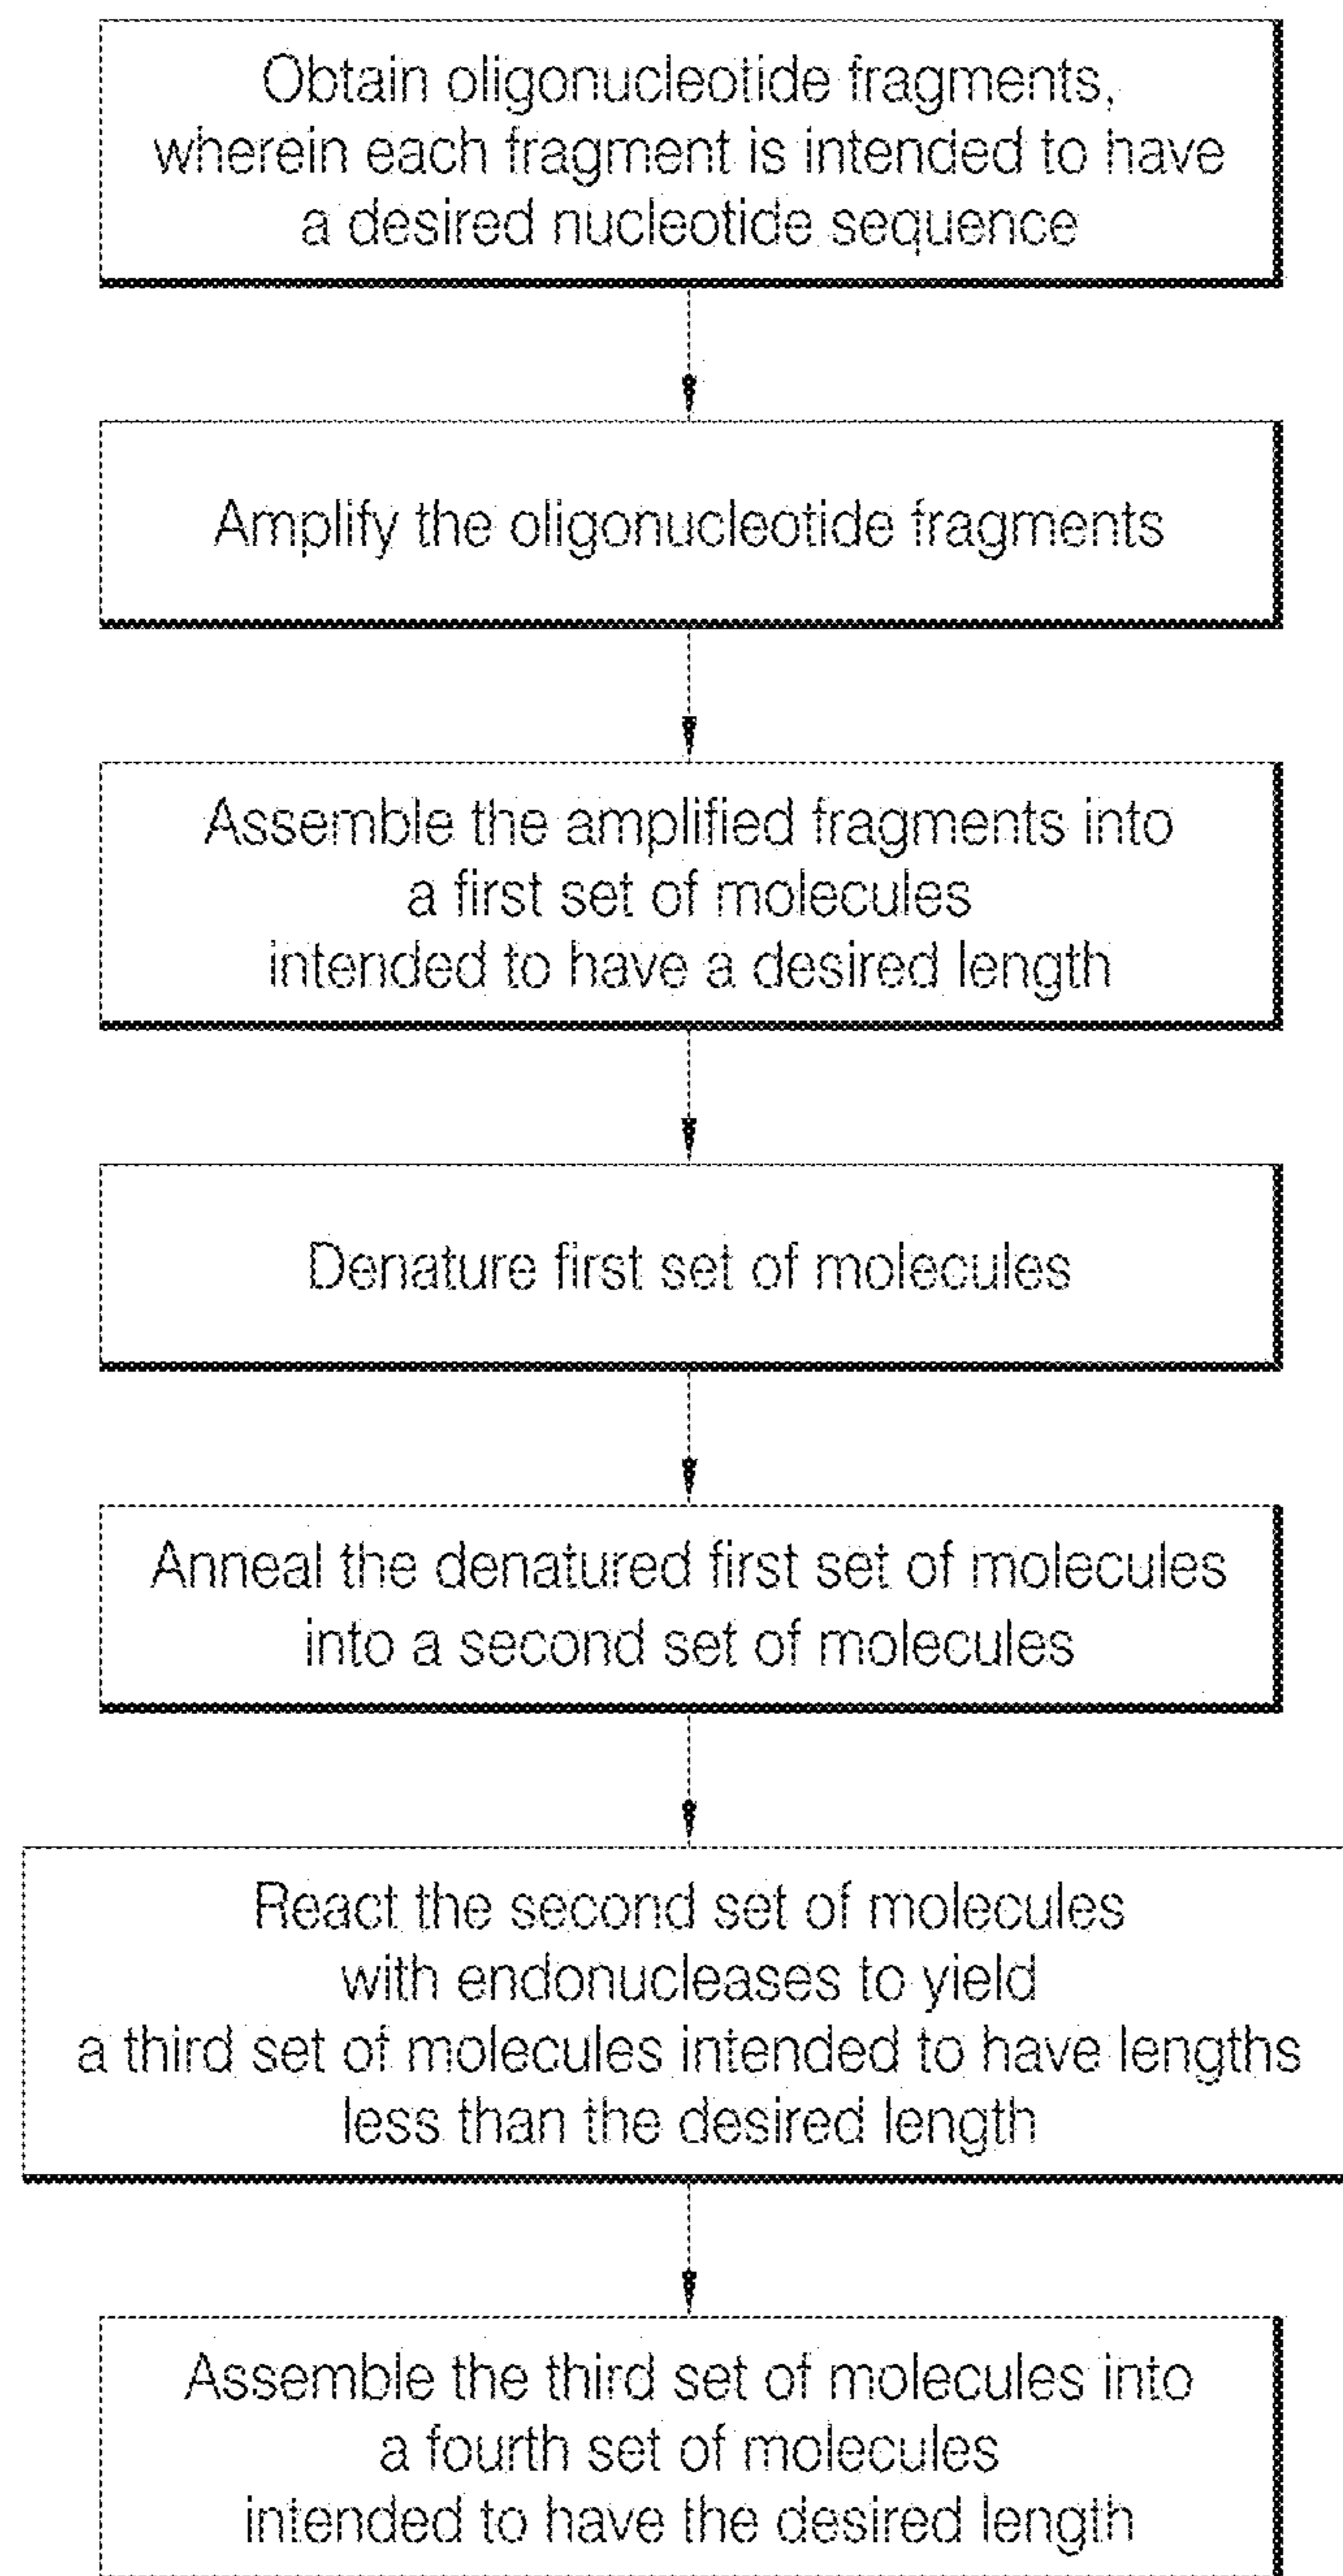 Obtain oligonucleotide fragments,
wherein each fragment is intended to have
a desired nucleotide sequence
Amplify the oligonucleotide fragments
Assemble the amplified fragments into
a first set of molecules
intended to have a desired length
Denature first set of molecules
Anneal the denatured first set of molecules
into a second set of molecules
React the second set of molecules
with endonucleases to yield
a third set of molecules intended to have lengths
less than the desired length
Assemble the third set of molecules into
a fourth set of molecules
intended to have the desired length